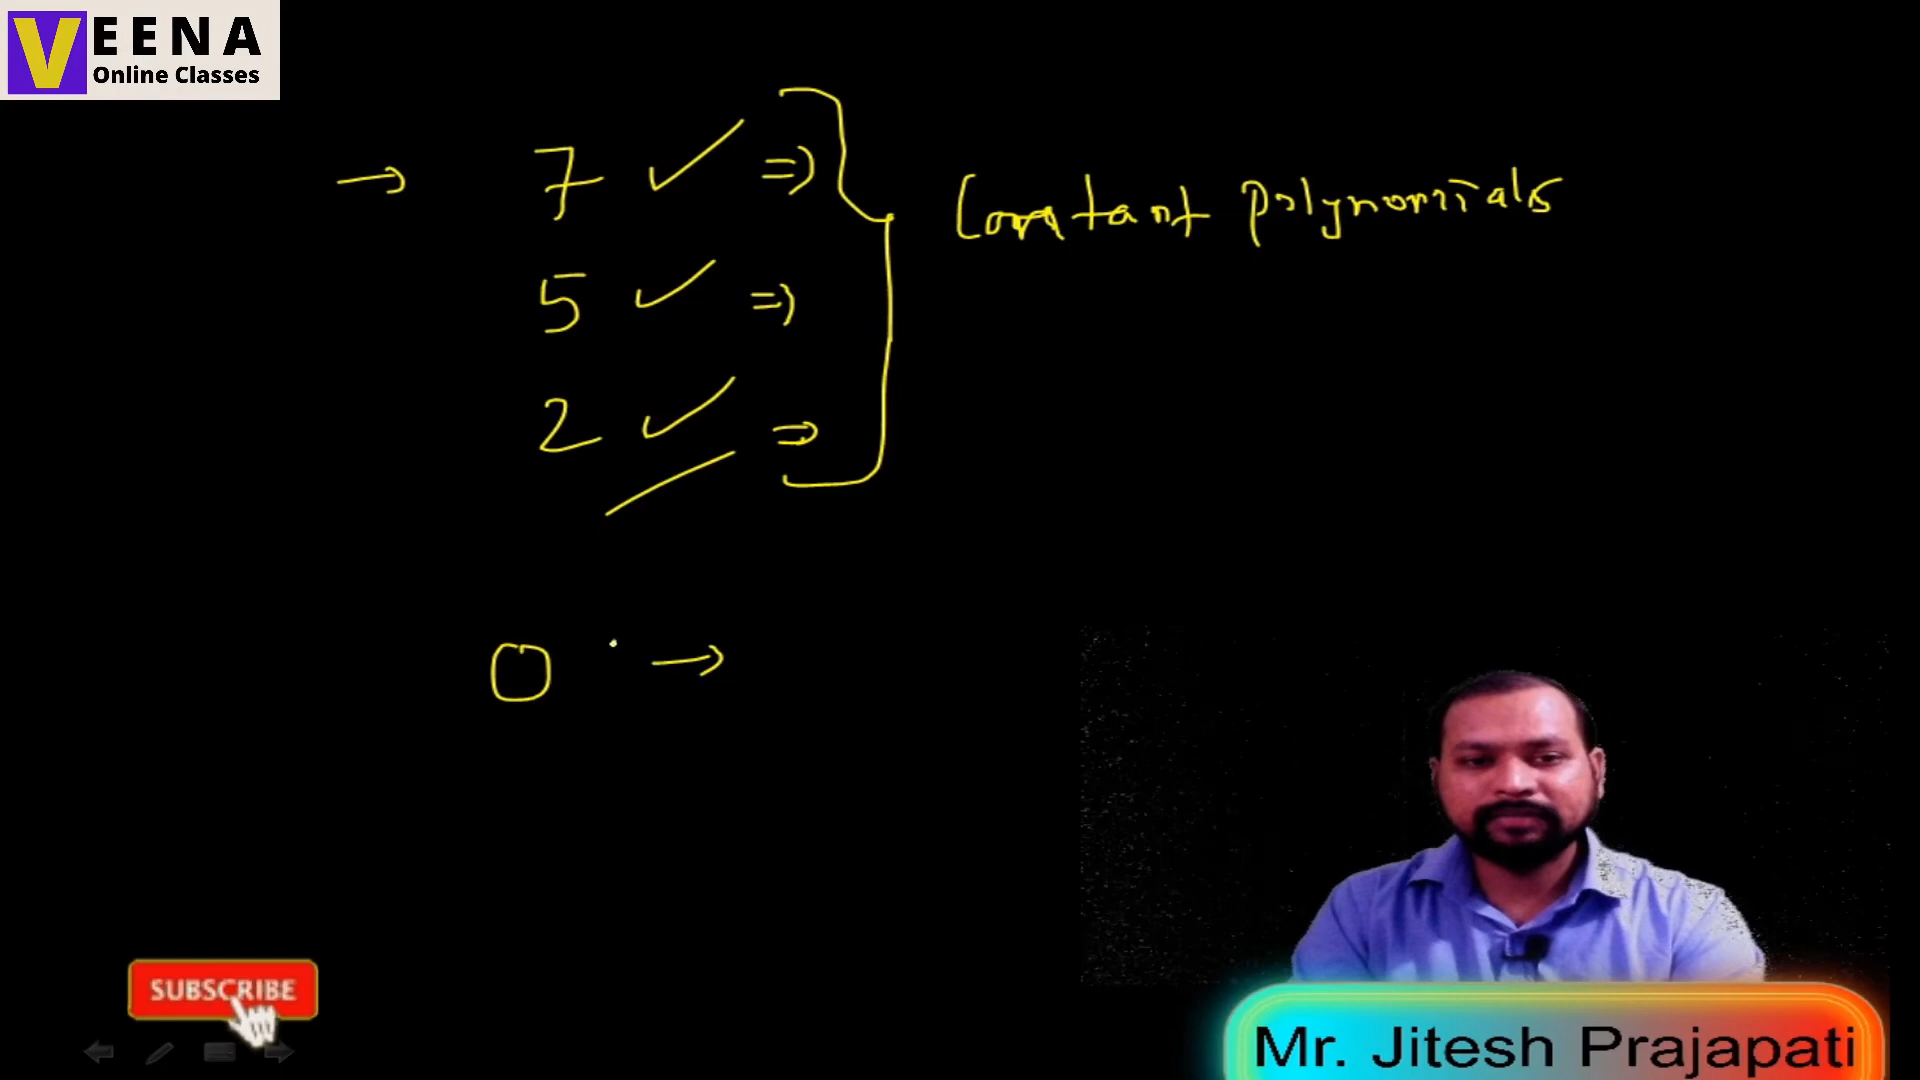 VEENA
Online Classes
→ 7 ✓ ⇒
Constant polynomials
5 ✓ ⇒
2 ✓ ⇒
0 →
SUBSCRIBE
Mr. Jitesh Prajapati